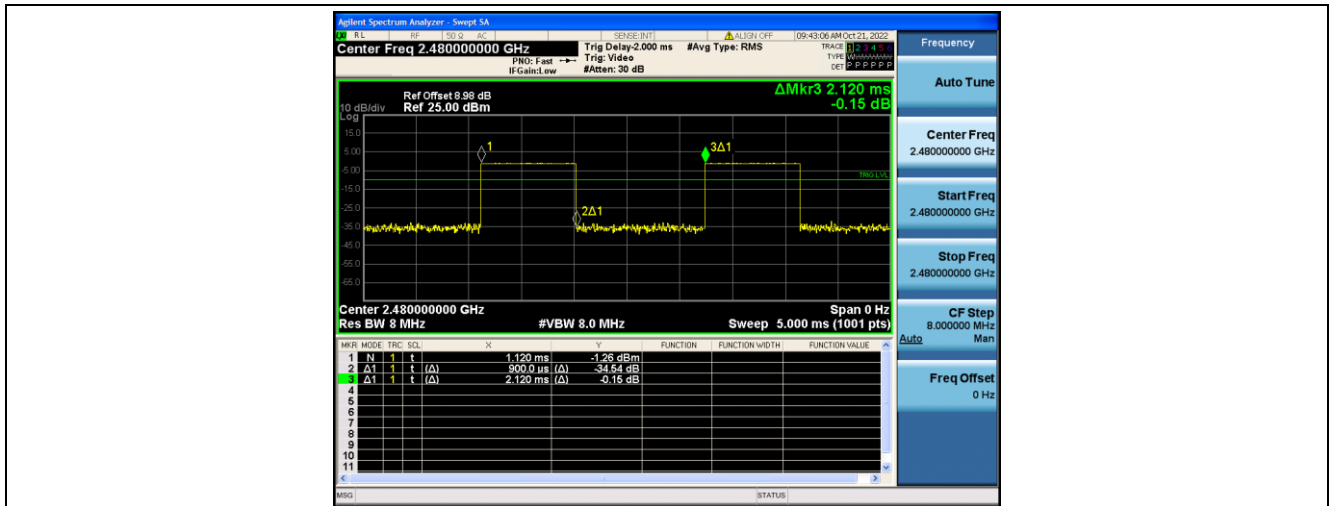 Agilent Spectrum Analyzer - Swept SA
RL RF 50 Ω AC SENSE:INT ALIGN OFF 09:43:06 AM Oct 21, 2022
Center Freq 2.480000000 GHz
PNO: Fast
IFGain:Low
Trig Delay-2.000 ms
Trig: Video
#Atten: 30 dB
#Avg Type: RMS
TRACE 1 2 3 4 5 6
TYPE
DET P P P P P P
Ref Offset 8.98 dB
10 dB/div Ref 25.00 dBm
Log
ΔMkr3 2.120 ms
-0.15 dB
15.0
5.00
-5.00
-15.0
-25.0
-35.0
-45.0
-55.0
-65.0
1
2Δ1
3Δ1
TRIG LVL
Center 2.480000000 GHz Span 0 Hz
Res BW 8 MHz #VBW 8.0 MHz Sweep 5.000 ms (1001 pts)
MKR MODE TRC SCL X Y FUNCTION FUNCTION WIDTH FUNCTION VALUE
1 N 1 t 1.120 ms -1.26 dBm
2 Δ1 1 t (Δ) 900.0 µs (Δ) -34.54 dB
3 Δ1 1 t (Δ) 2.120 ms (Δ) -0.15 dB
4
5
6
7
8
9
10
11
MSG STATUS
Frequency
Auto Tune
Center Freq
2.480000000 GHz
Start Freq
2.480000000 GHz
Stop Freq
2.480000000 GHz
CF Step
8.000000 MHz
Auto Man
Freq Offset
0 Hz